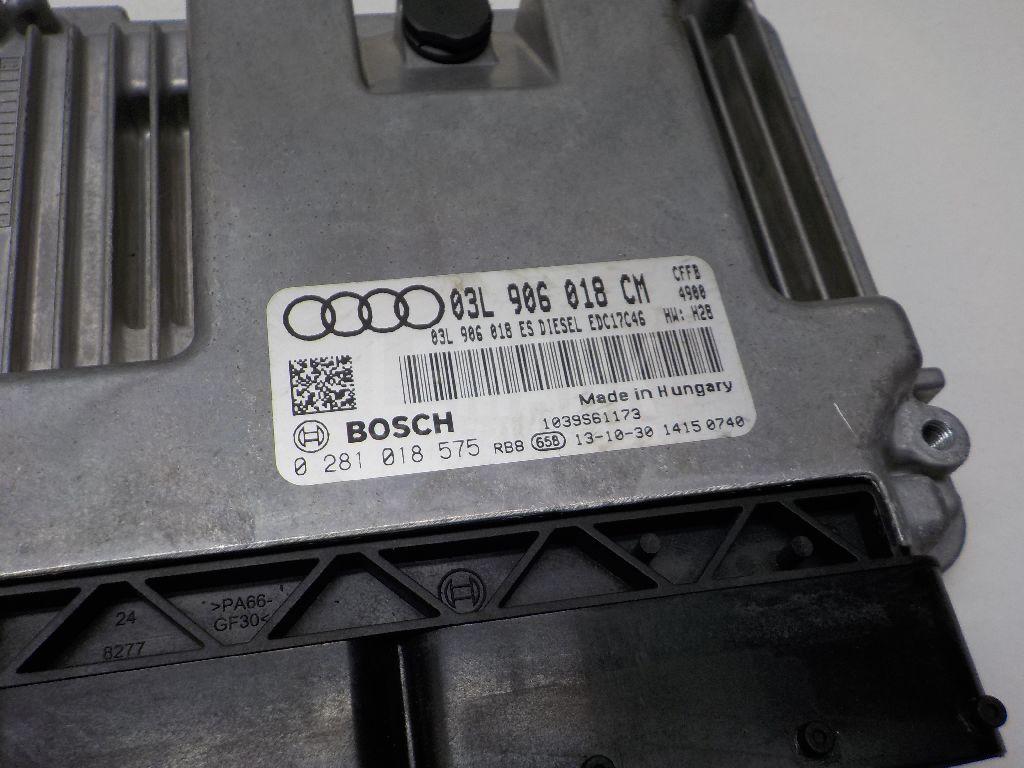 03L 906 018 CM
CFFB
4900
HW: H28
03L 906 018 ES DIESEL EDC17C46
Made in Hungary
BOSCH
1039S61173
0 281 018 575 RB8 658 13-10-30 1415 0740
>PA66-
GF30<
24
8277